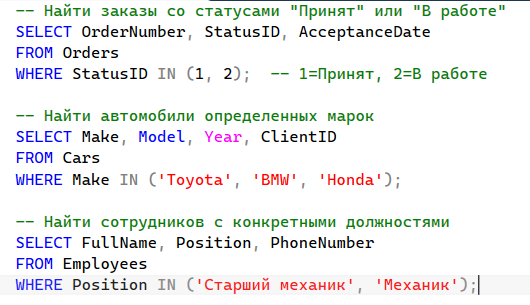 -- Найти заказы со статусами "Принят" или "В работе"
SELECT OrderNumber, StatusID, AcceptanceDate
FROM Orders
WHERE StatusID IN (1, 2);  -- 1=Принят, 2=В работе

-- Найти автомобили определенных марок
SELECT Make, Model, Year, ClientID
FROM Cars
WHERE Make IN ('Toyota', 'BMW', 'Honda');

-- Найти сотрудников с конкретными должностями
SELECT FullName, Position, PhoneNumber
FROM Employees
WHERE Position IN ('Старший механик', 'Механик');